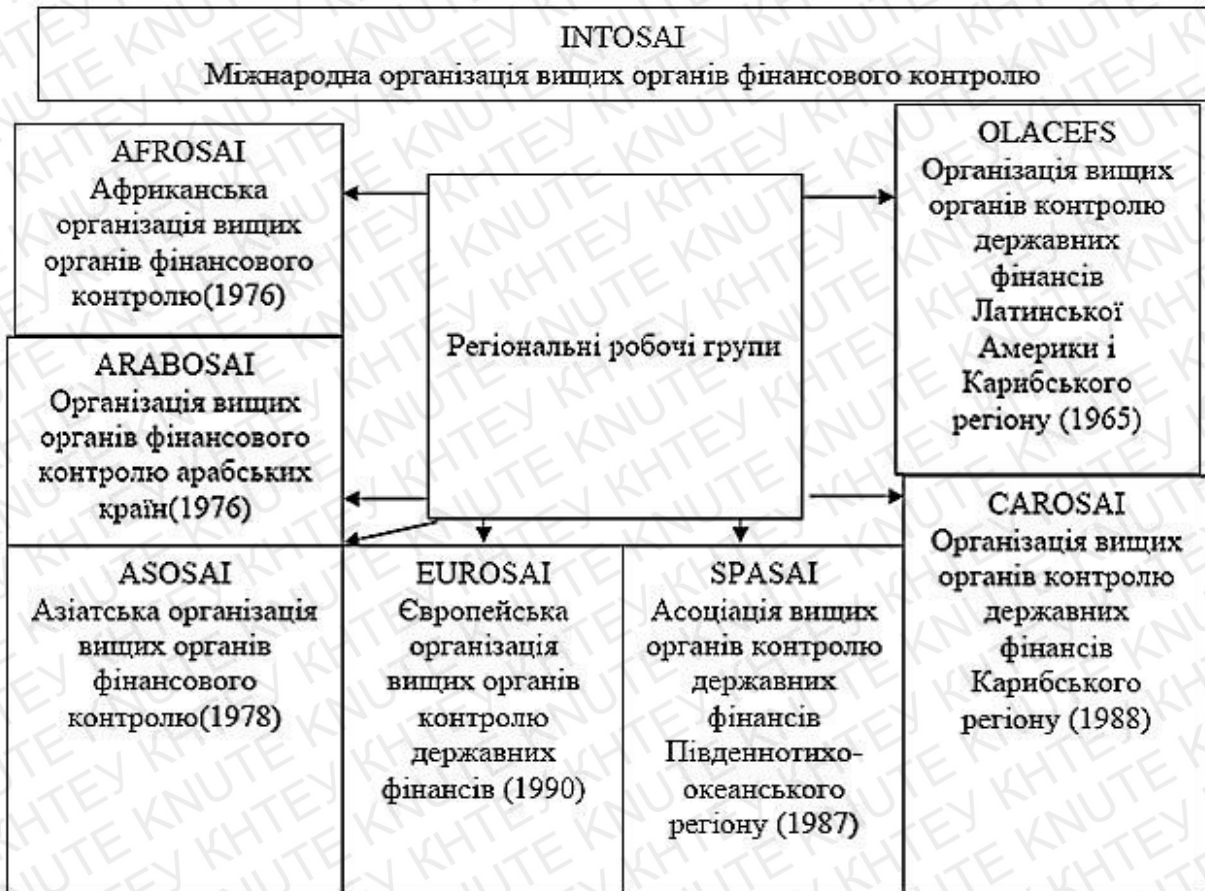 INTOSAI
Міжнародна організація вищих органів фінансового контролю
AFROSAI
Африканська
організація вищих
органів фінансового
контролю(1976)
ARABOSAI
Організація вищих
органів фінансового
контролю арабських
країн(1976)
Регіональні робочі групи
OLACEFS
Організація вищих
органів контролю
державних
фінансів
Латинської
Америки і
Карибського
регіону (1965)
CAROSAI
Організація вищих
органів контролю
державних
фінансів
Карибського
регіону (1988)
ASOSAI
Азіатська організація
вищих органів
фінансового
контролю(1978)
EUROSAI
Європейська
організація
вищих органів
контролю
державних
фінансів (1990)
SPASAI
Асоціація вищих
органів контролю
державних
фінансів
Південнотихо-
океанського
регіону (1987)